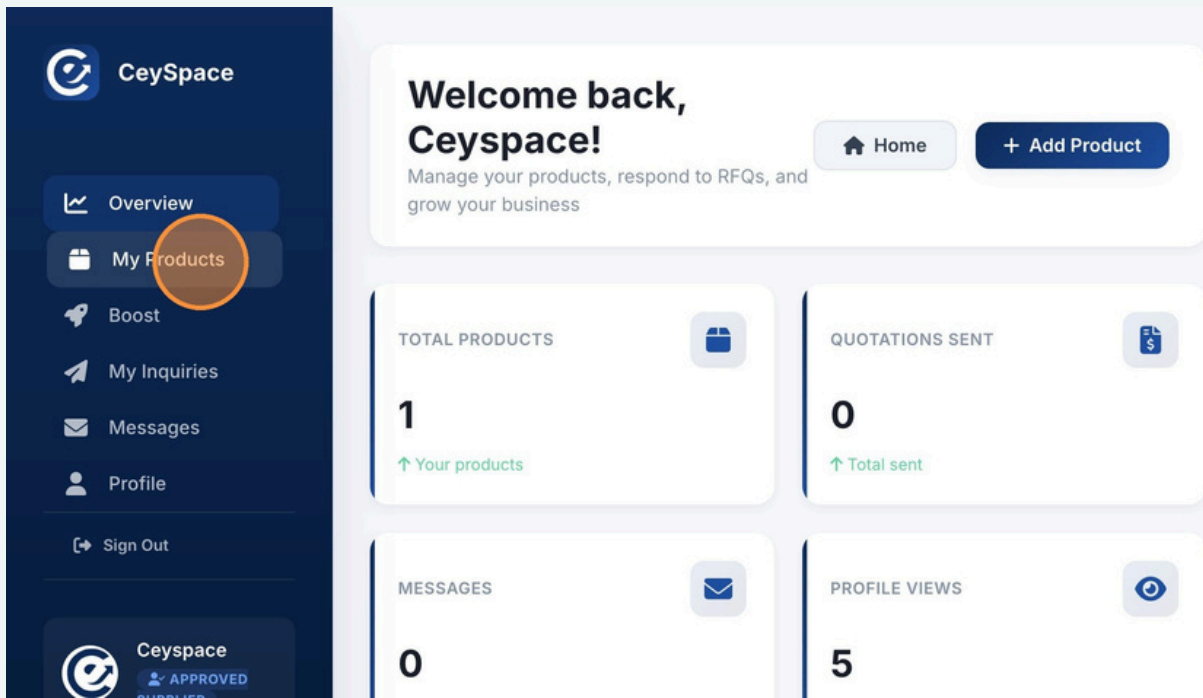 CeySpace
Overview
My Products
Boost
My Inquiries
Messages
Profile
Sign Out
Ceyspace
APPROVED
SUPPLIER
Welcome back,
Ceyspace!
Manage your products, respond to RFQs, and
grow your business
Home
+ Add Product
TOTAL PRODUCTS
1
↑ Your products
QUOTATIONS SENT
0
↑ Total sent
MESSAGES
0
PROFILE VIEWS
5